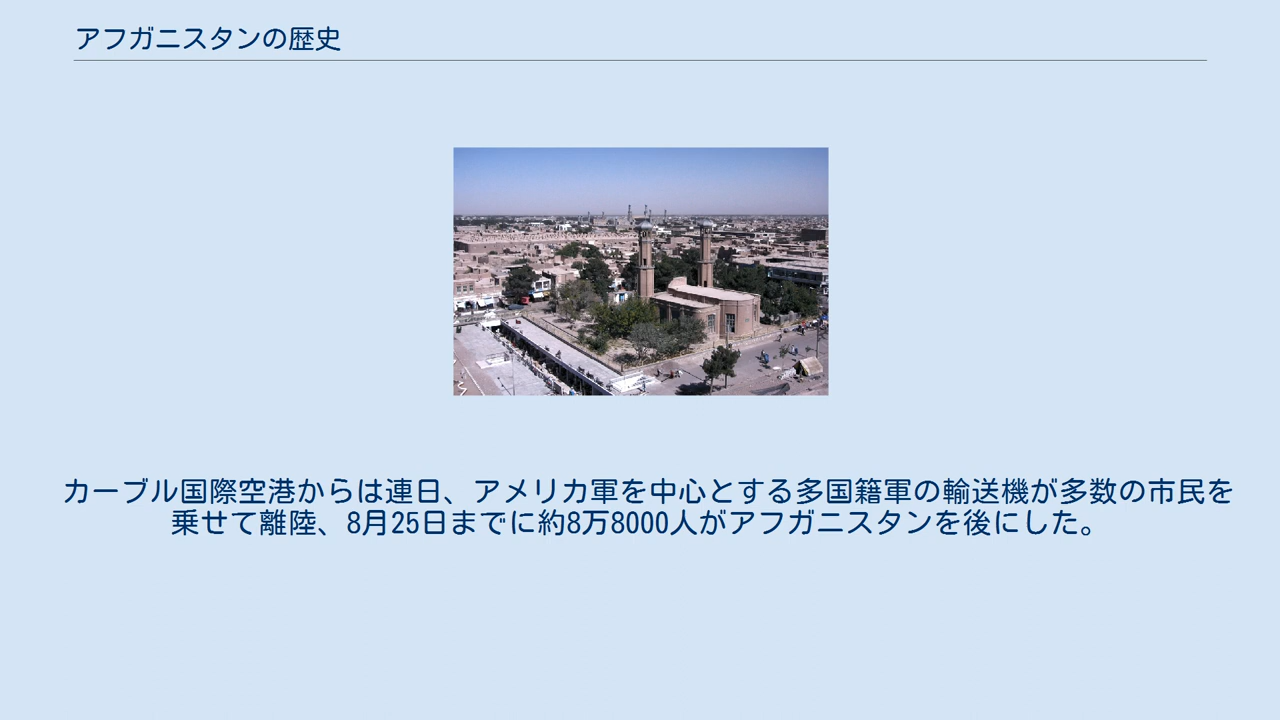 アフガニスタンの歴史
カーブル国際空港からは連日、アメリカ軍を中心とする多国籍軍の輸送機が多数の市民を
乗せて離陸、8月25日までに約8万8000人がアフガニスタンを後にした。